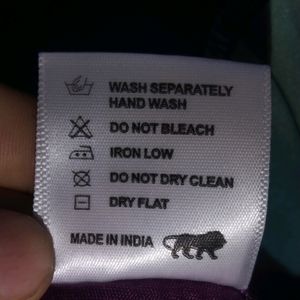 WASH SEPARATELY
HAND WASH
DO NOT BLEACH
IRON LOW
DO NOT DRY CLEAN
DRY FLAT
MADE IN INDIA